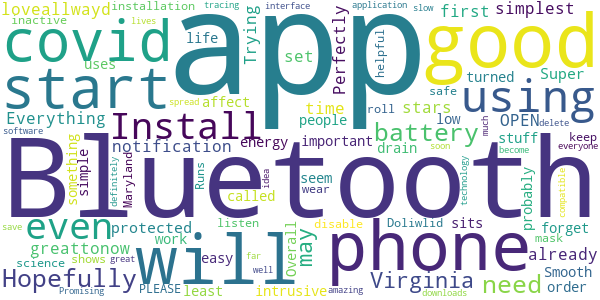 loveallwayd
installation
tracing
interface
application
slow
inactive
lives
covid
app
good
Trying
Perfectly
helpful
first
simplest
uses
life
set
safe
turned
Super
start
affect
spread
time
stars
using
Everything
people
low
roll
OPEN
delete
software
Install
battery
stuff
keep
much
everyone
something
simple
Maryland
notification
energy
important
drain
probably
Bluetooth
definitely
Runs
idea
seem
wear
soon
technology
become
compatible
even
protected
called
listen
disable
Doliwlid
sits
forget
mask
greattonow
work
will
Overall
may
phone
already
save
science
shows
great
easy
far
well
Virginia
need
Smooth
order
Hopefully
Promising
PLEASE
least
intrusive
amazing
downloads